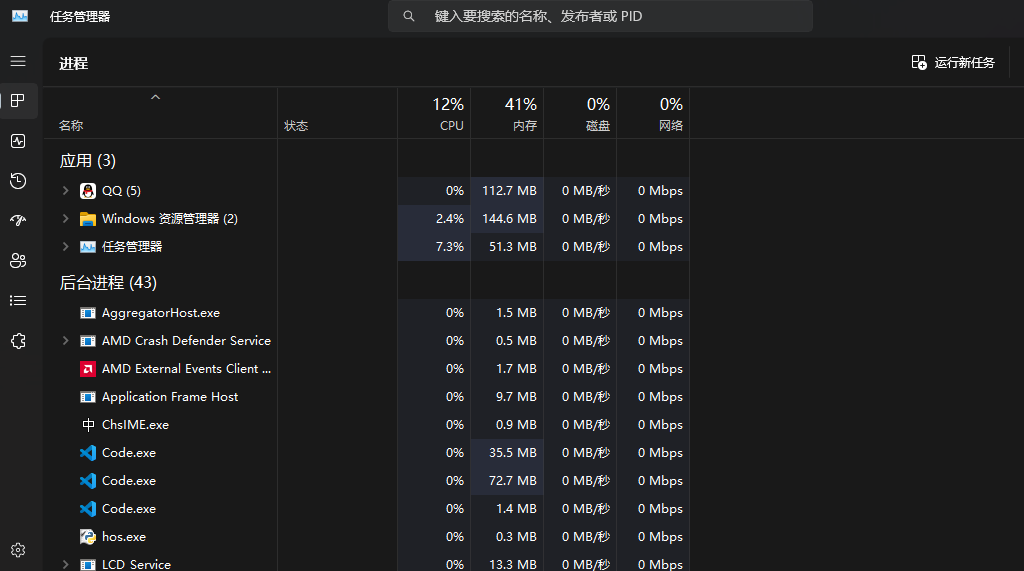 任务管理器
键入要搜索的名称、发布者或 PID
进程
运行新任务
12% 41% 0% 0%
名称 状态 CPU 内存 磁盘 网络
应用 (3)
QQ (5) 0% 112.7 MB 0 MB/秒 0 Mbps
Windows 资源管理器 (2) 2.4% 144.6 MB 0 MB/秒 0 Mbps
任务管理器 7.3% 51.3 MB 0 MB/秒 0 Mbps
后台进程 (43)
AggregatorHost.exe 0% 1.5 MB 0 MB/秒 0 Mbps
AMD Crash Defender Service 0% 0.5 MB 0 MB/秒 0 Mbps
AMD External Events Client ... 0% 1.7 MB 0 MB/秒 0 Mbps
Application Frame Host 0% 9.7 MB 0 MB/秒 0 Mbps
中 ChsIME.exe 0% 0.9 MB 0 MB/秒 0 Mbps
Code.exe 0% 35.5 MB 0 MB/秒 0 Mbps
Code.exe 0% 72.7 MB 0 MB/秒 0 Mbps
Code.exe 0% 1.4 MB 0 MB/秒 0 Mbps
hos.exe 0% 0.3 MB 0 MB/秒 0 Mbps
LCD Service 0% 13.3 MB 0 MB/秒 0 Mbps